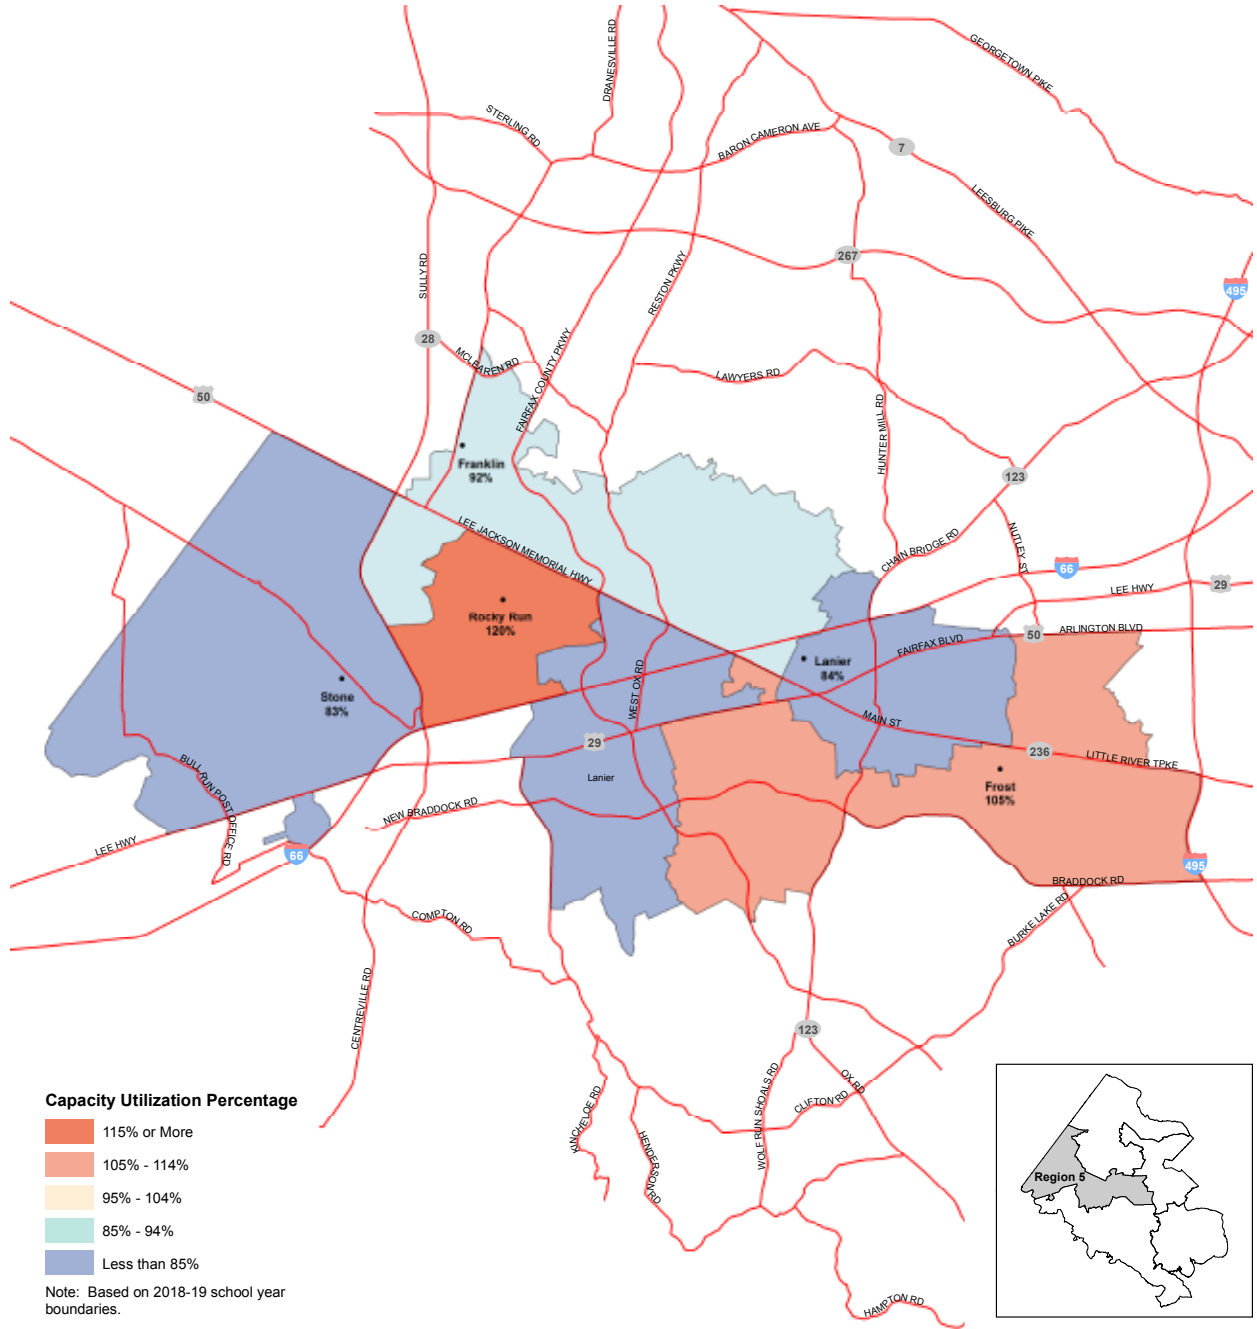 GEORGETOWN PIKE
DRANESVILLE RD
STERLING RD
BARON CAMERON AVE
7
LEESBURG PIKE
SULLY RD
RESTON PKWY
267
495
28
MCLEAREN RD
FAIRFAX COUNTY PKWY
LAWYERS RD
HUNTER MILL RD
50
Franklin
92%
123
LEE JACKSON MEMORIAL HWY
CHAIN BRIDGE RD
NUTLEY ST
66
29
LEE HWY
Rocky Run
120%
50
ARLINGTON BLVD
FAIRFAX BLVD
Lanier
84%
WEST OX RD
Stone
83%
MAIN ST
29
236
LITTLE RIVER TPKE
BULL RUN POST OFFICE RD
Lanier
Frost
105%
NEW BRADDOCK RD
LEE HWY
66
495
BRADDOCK RD
COMPTON RD
BURKE LAKE RD
CENTREVILLE RD
123
WOLF RUN SHOALS RD
OX RD
CLIFTON RD
KINCHELOE RD
HENDERSON RD
HAMPTON RD
Capacity Utilization Percentage
115% or More
105% - 114%
95% - 104%
85% - 94%
Less than 85%
Note:  Based on 2018-19 school year
boundaries.
Region 5